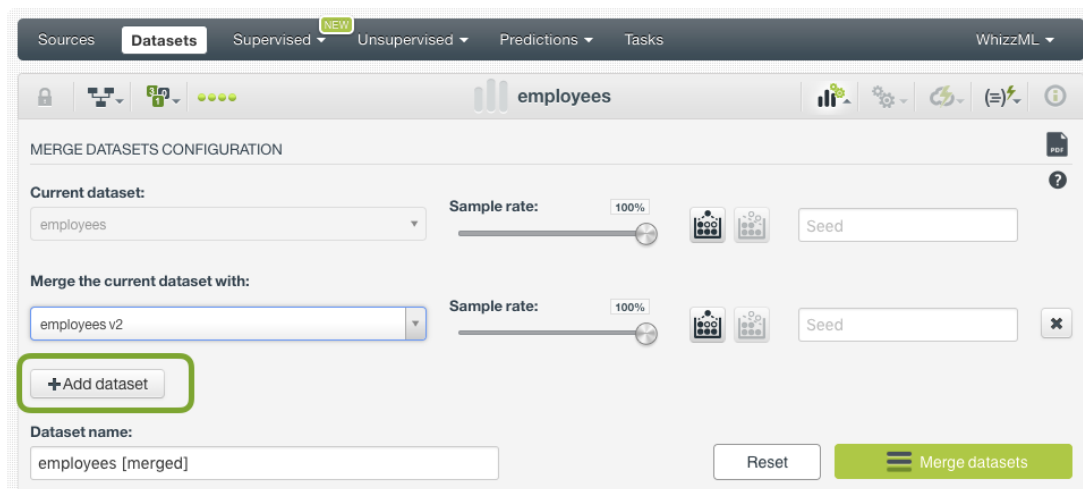 NEW
Sources Datasets Supervised Unsupervised Predictions Tasks WhizzML
employees
MERGE DATASETS CONFIGURATION
PDF
Current dataset:
Sample rate: 100%
employees
Seed
Merge the current dataset with:
Sample rate: 100%
employees v2
Seed
+Add dataset
Dataset name:
employees [merged]
Reset
Merge datasets